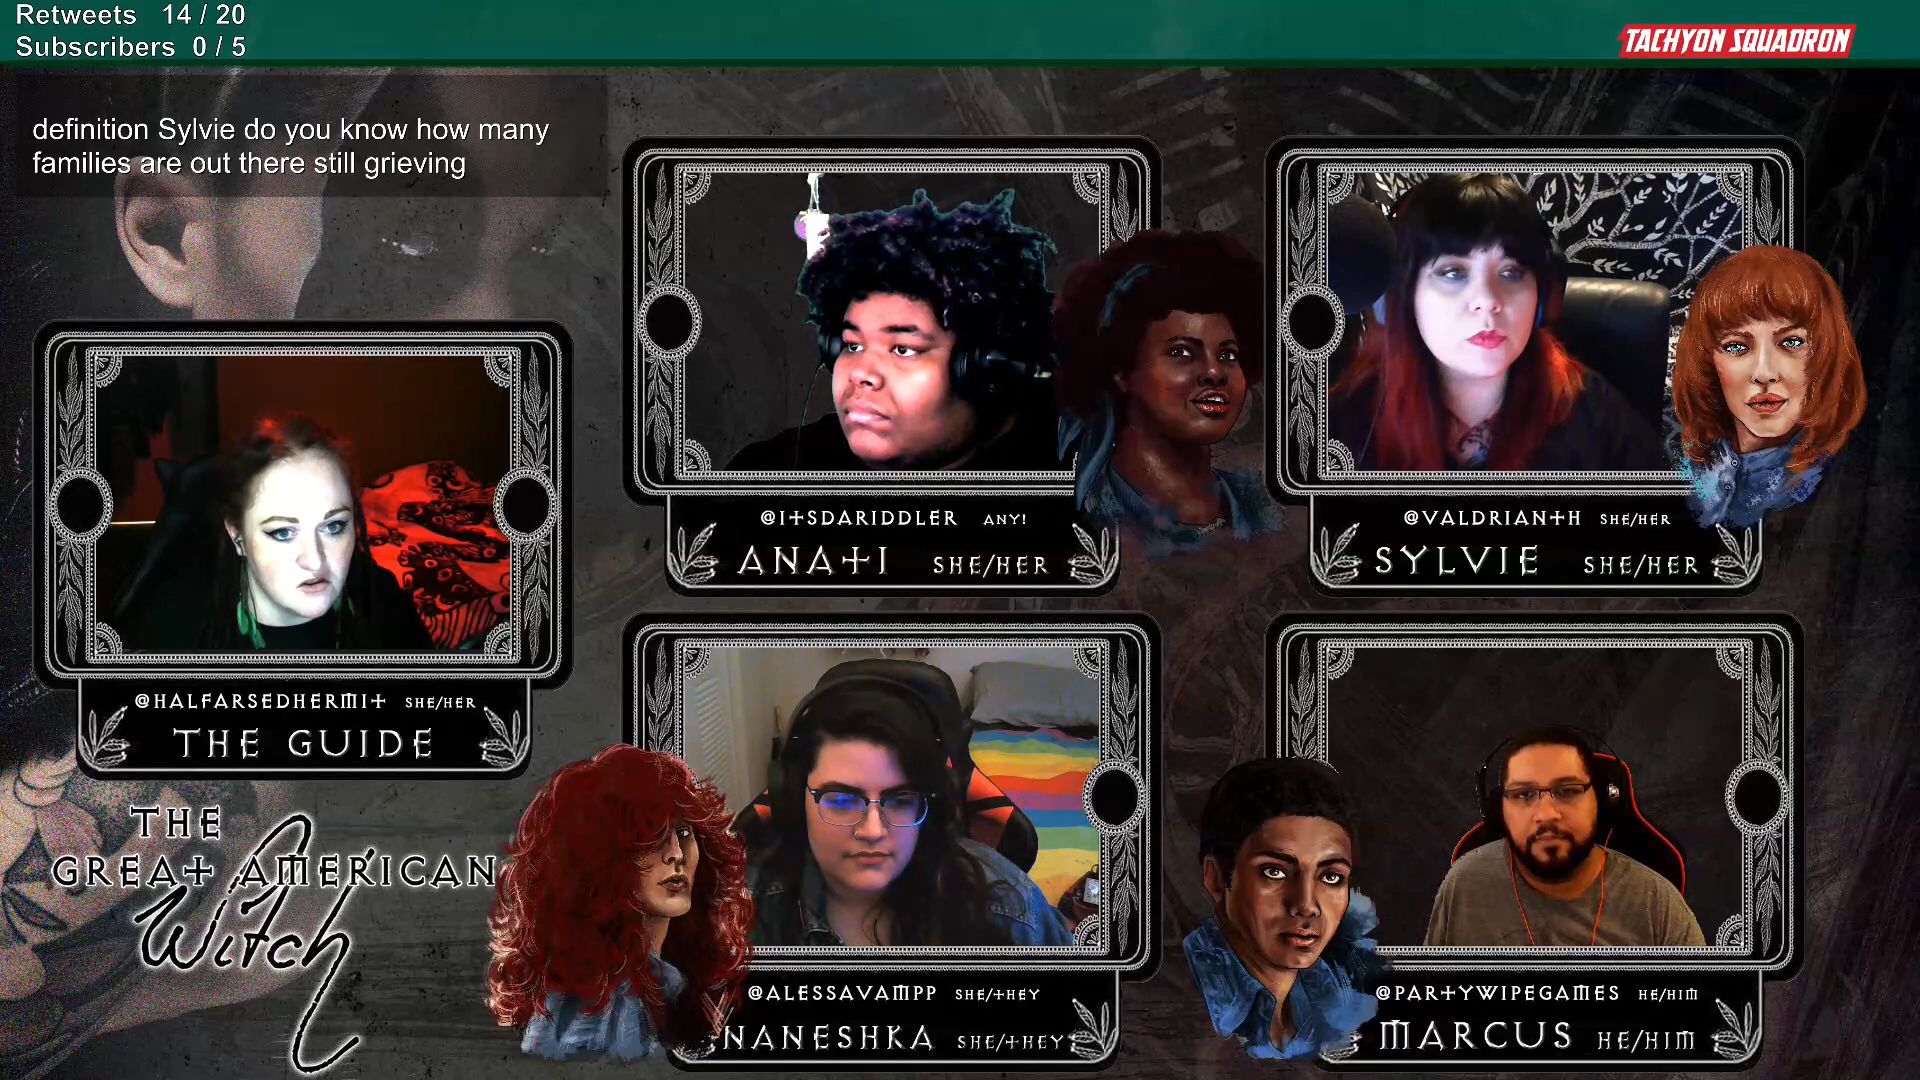 Retweets 14 / 20
Subscribers 0 / 5
TACHYON SQUADRON
definition Sylvie do you know how many
families are out there still grieving
@ITSDARIDDLER ANY!
ANATI SHE/HER
@VALDRIANTH SHE/HER
SYLVIE SHE/HER
@HALFARSEDHERMIT SHE/HER
THE GUIDE
THE
GREAT AMERICAN
Witch
@ALESSAVAMPP SHE/THEY
NANESHKA SHE/THEY
@PARTYWIPEGAMES HE/HIM
MARCUS HE/HIM